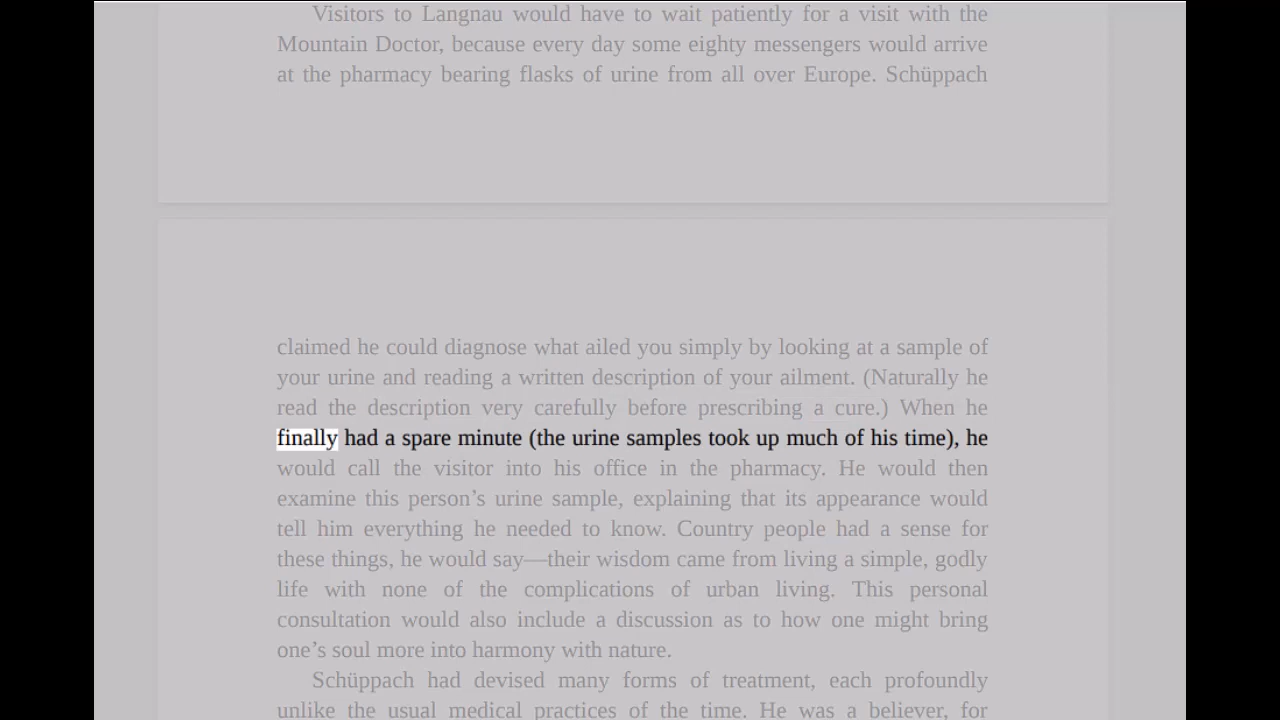 Visitors to Langnau would have to wait patiently for a visit with the
Mountain Doctor, because every day some eighty messengers would arrive
at the pharmacy bearing flasks of urine from all over Europe. Schüppach
claimed he could diagnose what ailed you simply by looking at a sample of
your urine and reading a written description of your ailment. (Naturally he
read the description very carefully before prescribing a cure.) When he
finally had a spare minute (the urine samples took up much of his time), he
would call the visitor into his office in the pharmacy. He would then
examine this person’s urine sample, explaining that its appearance would
tell him everything he needed to know. Country people had a sense for
these things, he would say—their wisdom came from living a simple, godly
life with none of the complications of urban living. This personal
consultation would also include a discussion as to how one might bring
one’s soul more into harmony with nature.
Schüppach had devised many forms of treatment, each profoundly
unlike the usual medical practices of the time. He was a believer, for